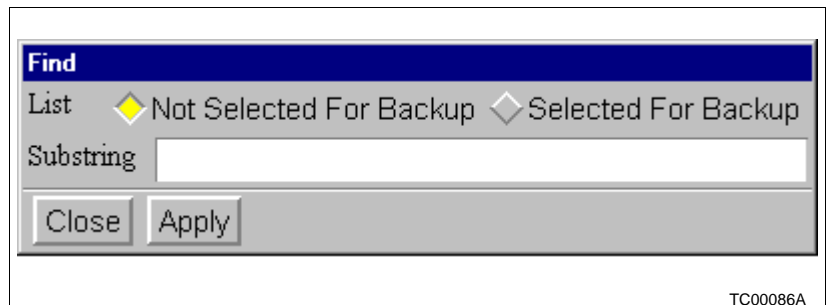 Find
List Not Selected For Backup Selected For Backup
Substring
Close Apply
TC00086A